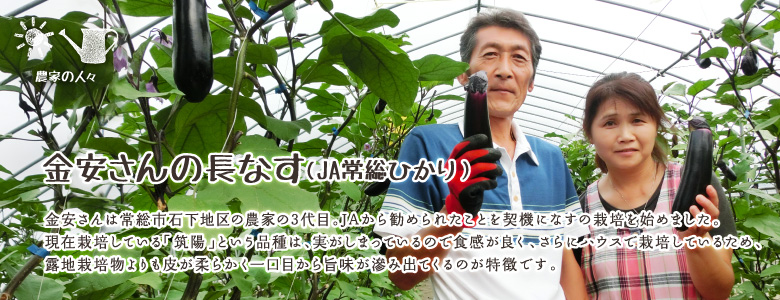 農家の人々
金安さんの長なす(JA常総ひかり)
金安さんは常総市石下地区の農家の3代目。JAから勧められたことを契機になすの栽培を始めました。
現在栽培している「筑陽」という品種は、実がしまっているので食感が良く、さらにハウスで栽培しているため、
露地栽培物よりも皮が柔らかく一口目から旨味が滲み出てくるのが特徴です。